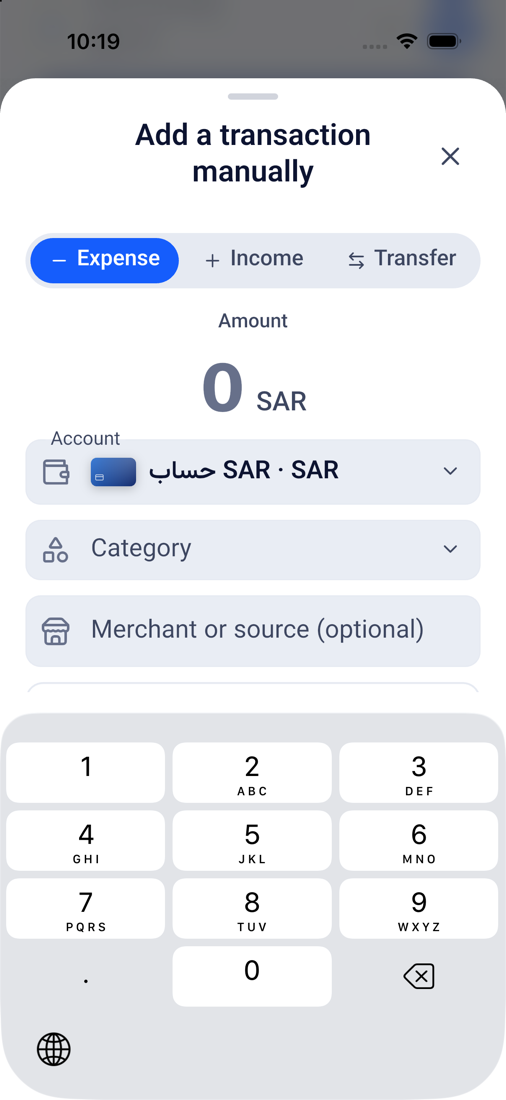 10:19
Add a transaction
manually
Expense
Income
Transfer
Amount
0 SAR
Account
حساب SAR · SAR
Category
Merchant or source (optional)
1
2
ABC
3
DEF
4
GHI
5
JKL
6
MNO
7
PQRS
8
TUV
9
WXYZ
.
0